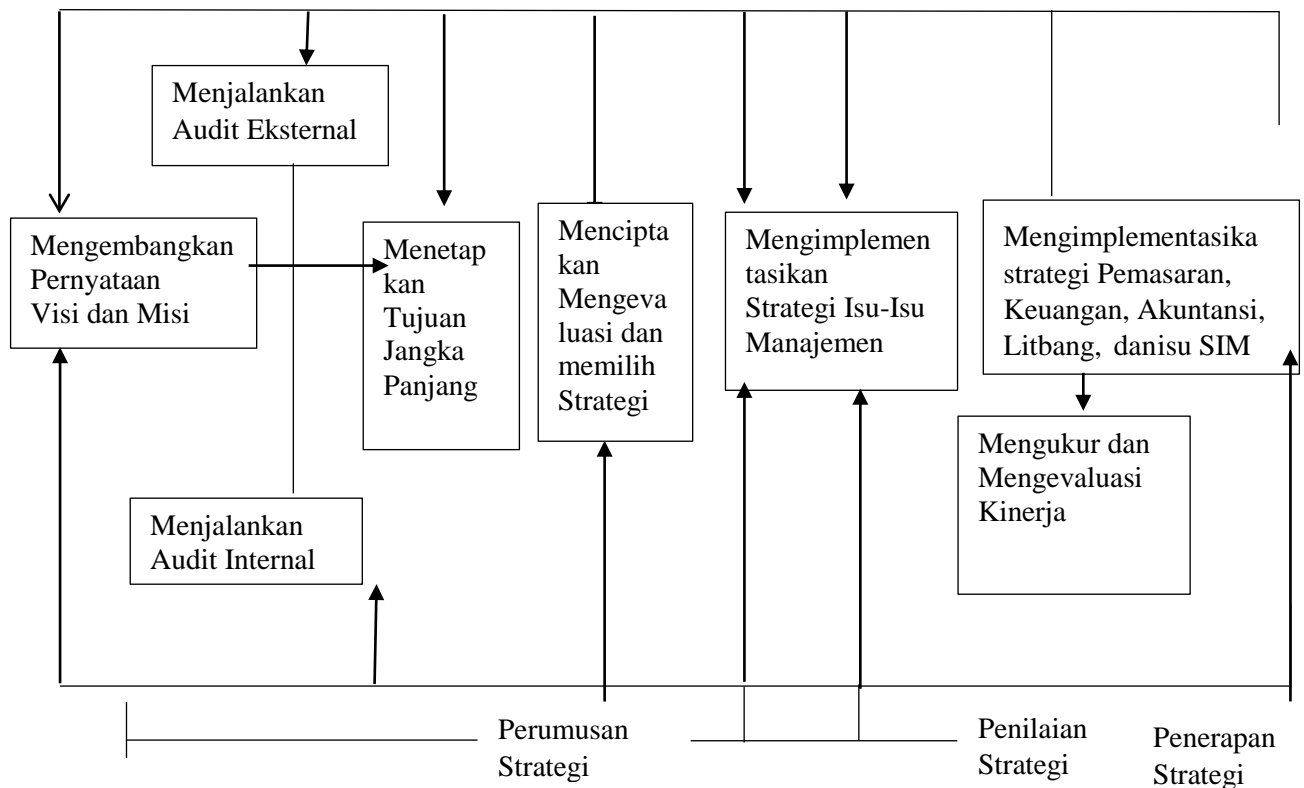 Menjalankan
Audit Eksternal
Mengembangkan
Pernyataan
Visi dan Misi
Menetap
kan
Tujuan
Jangka
Panjang
Mencipta
kan
Mengeva
luasi dan
memilih
Strategi
Mengimplemen
tasikan
Strategi Isu-Isu
Manajemen
Mengimplementasika
strategi Pemasaran,
Keuangan, Akuntansi,
Litbang, danisu SIM
Mengukur dan
Mengevaluasi
Kinerja
Menjalankan
Audit Internal
Perumusan
Strategi
Penilaian
Strategi
Penerapan
Strategi